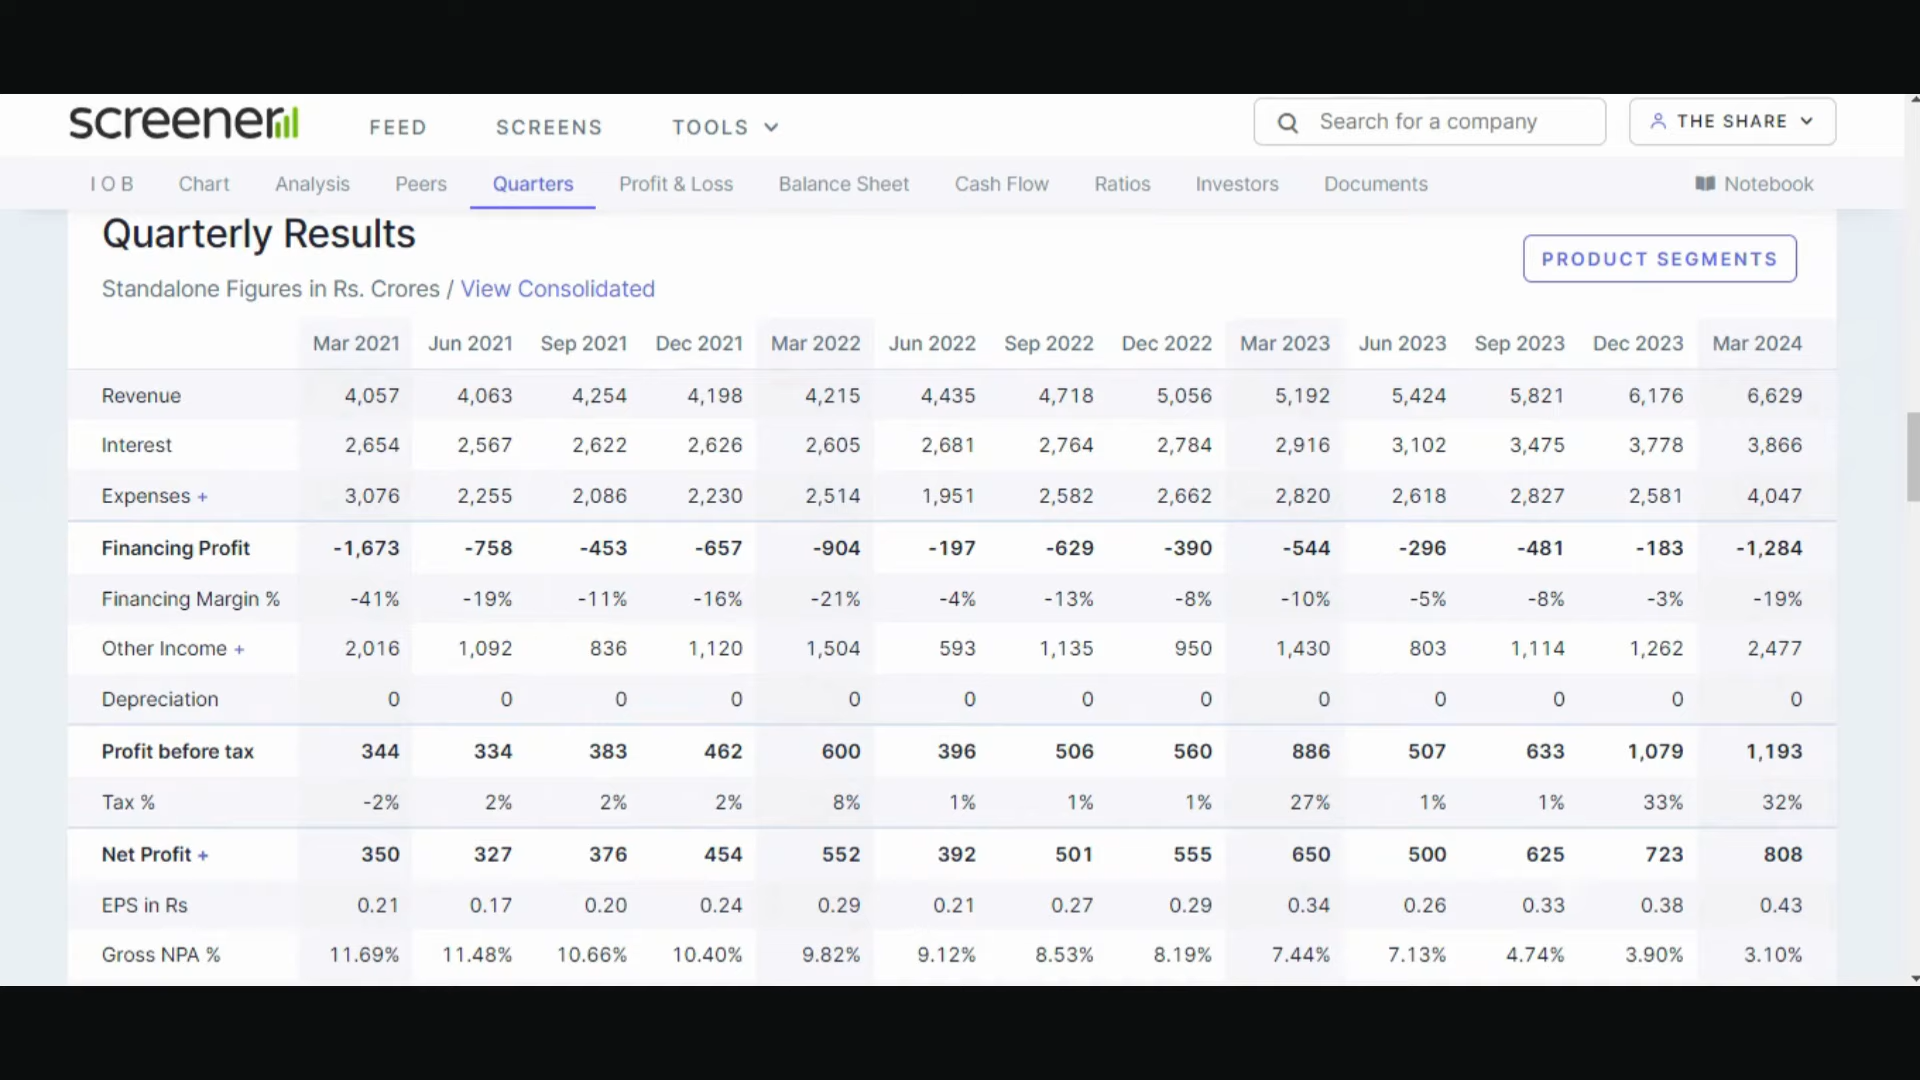 screener
FEED SCREENS TOOLS
Search for a company
THE SHARE
I O B Chart Analysis Peers Quarters Profit & Loss Balance Sheet Cash Flow Ratios Investors Documents Notebook
Quarterly Results
PRODUCT SEGMENTS
Standalone Figures in Rs. Crores / View Consolidated
Mar 2021 Jun 2021 Sep 2021 Dec 2021 Mar 2022 Jun 2022 Sep 2022 Dec 2022 Mar 2023 Jun 2023 Sep 2023 Dec 2023 Mar 2024
Revenue 4,057 4,063 4,254 4,198 4,215 4,435 4,718 5,056 5,192 5,424 5,821 6,176 6,629
Interest 2,654 2,567 2,622 2,626 2,605 2,681 2,764 2,784 2,916 3,102 3,475 3,778 3,866
Expenses + 3,076 2,255 2,086 2,230 2,514 1,951 2,582 2,662 2,820 2,618 2,827 2,581 4,047
Financing Profit -1,673 -758 -453 -657 -904 -197 -629 -390 -544 -296 -481 -183 -1,284
Financing Margin % -41% -19% -11% -16% -21% -4% -13% -8% -10% -5% -8% -3% -19%
Other Income + 2,016 1,092 836 1,120 1,504 593 1,135 950 1,430 803 1,114 1,262 2,477
Depreciation 0 0 0 0 0 0 0 0 0 0 0 0 0
Profit before tax 344 334 383 462 600 396 506 560 886 507 633 1,079 1,193
Tax % -2% 2% 2% 2% 8% 1% 1% 1% 27% 1% 1% 33% 32%
Net Profit + 350 327 376 454 552 392 501 555 650 500 625 723 808
EPS in Rs 0.21 0.17 0.20 0.24 0.29 0.21 0.27 0.29 0.34 0.26 0.33 0.38 0.43
Gross NPA % 11.69% 11.48% 10.66% 10.40% 9.82% 9.12% 8.53% 8.19% 7.44% 7.13% 4.74% 3.90% 3.10%